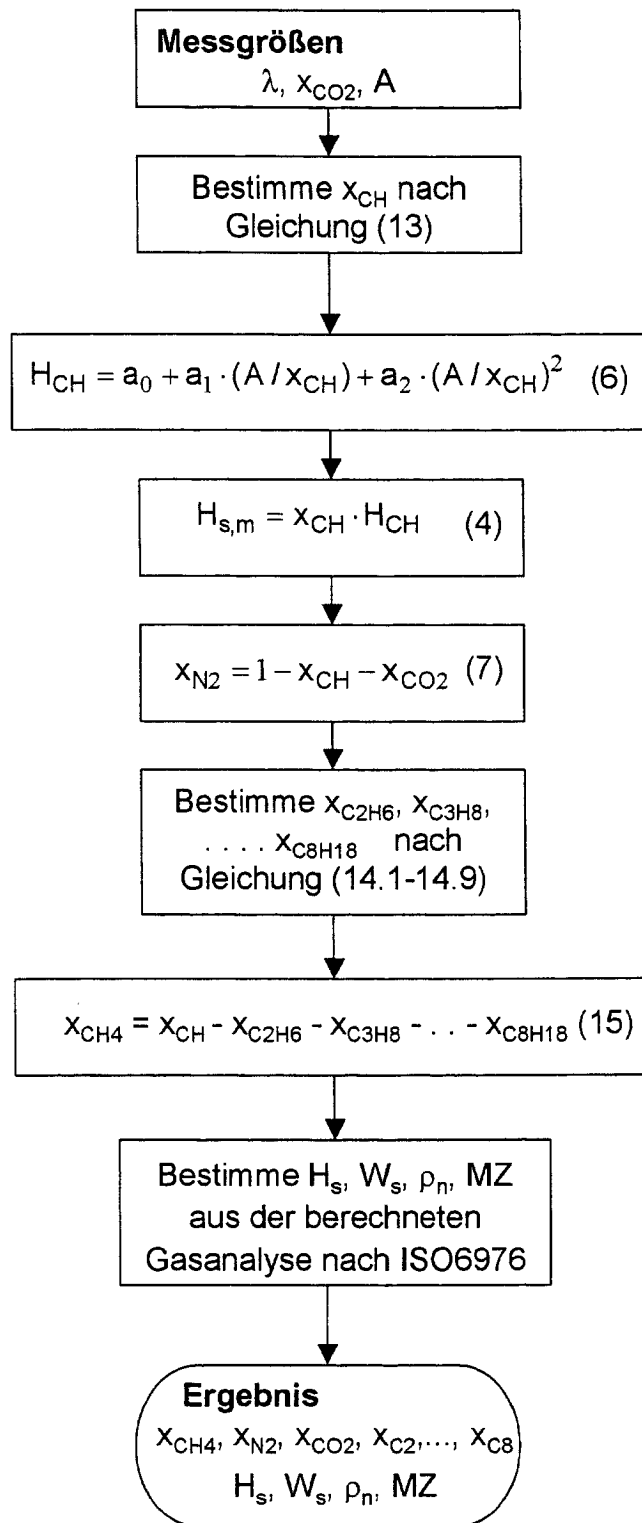 Messgrößen
λ, xCO2, A
Bestimme xCH nach
Gleichung (13)
HCH = a0 + a1 · (A / xCH) + a2 · (A / xCH)2 (6)
Hs,m = xCH · HCH (4)
xN2 = 1 − xCH − xCO2 (7)
Bestimme xC2H6, xC3H8,
. . . . xC8H18 nach
Gleichung (14.1-14.9)
xCH4 = xCH - xC2H6 - xC3H8 - . . - xC8H18 (15)
Bestimme Hs, Ws, ρn, MZ
aus der berechneten
Gasanalyse nach ISO6976
Ergebnis
xCH4, xN2, xCO2, xC2,..., xC8
Hs, Ws, ρn, MZ